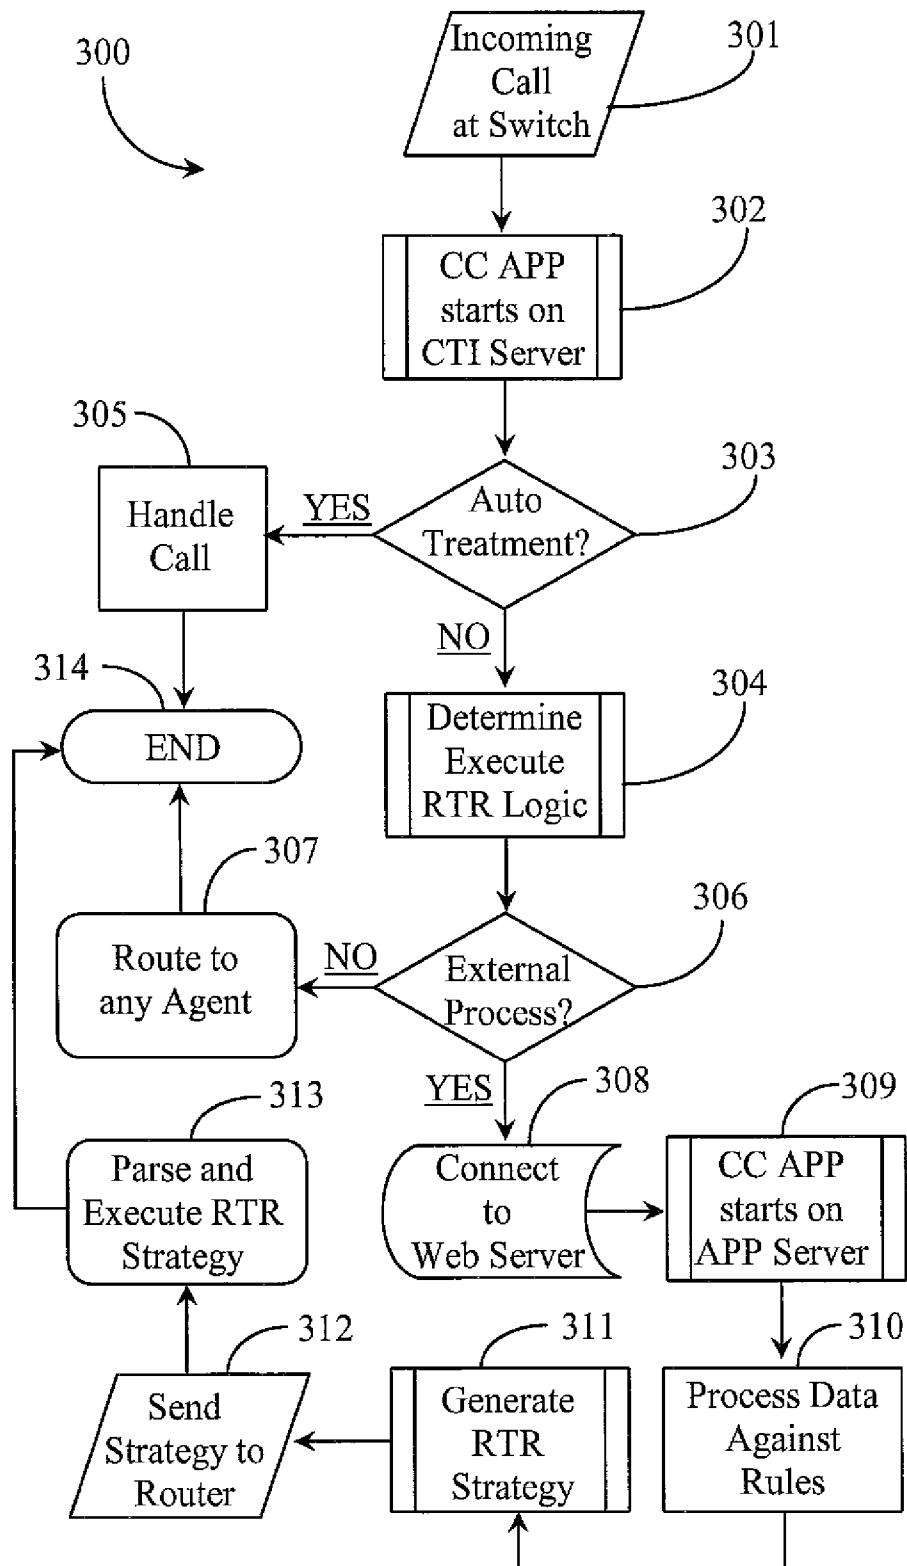 300
Incoming
Call
at Switch
301
302
CC APP
starts on
CTI Server
305
303
Handle
Call
YES
Auto
Treatment?
NO
314
304
END
Determine
Execute
RTR Logic
307
306
Route to
any Agent
NO
External
Process?
YES
308
309
313
Parse and
Execute RTR
Strategy
Connect
to
Web Server
CC APP
starts on
APP Server
312
311
310
Send
Strategy to
Router
Generate
RTR
Strategy
Process Data
Against
Rules